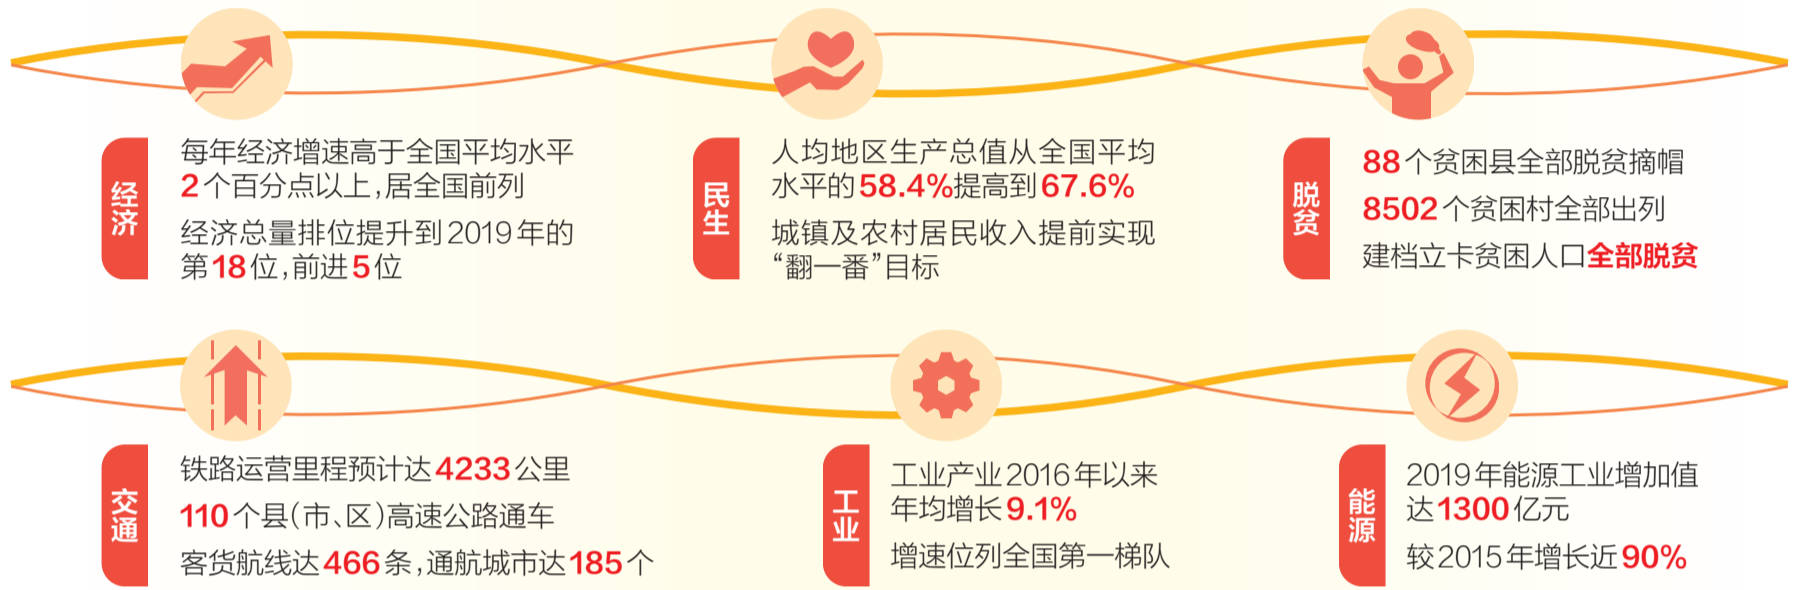 经济
每年经济增速高于全国平均水平
2个百分点以上，居全国前列
经济总量排位提升到2019年的
第18位，前进5位
民生
人均地区生产总值从全国平均
水平的58.4%提高到67.6%
城镇及农村居民收入提前实现
“翻一番”目标
脱贫
88个贫困县全部脱贫摘帽
8502个贫困村全部出列
建档立卡贫困人口全部脱贫
交通
铁路运营里程预计达4233公里
110个县（市、区）高速公路通车
客货航线达466条，通航城市达185个
工业
工业产业2016年以来
年均增长9.1%
增速位列全国第一梯队
能源
2019年能源工业增加值
达1300亿元
较2015年增长近90%